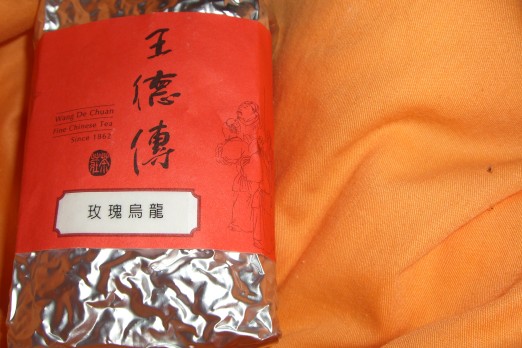 王德傳
Wang De Chuan
Fine Chinese Tea
Since 1862
玫瑰烏龍